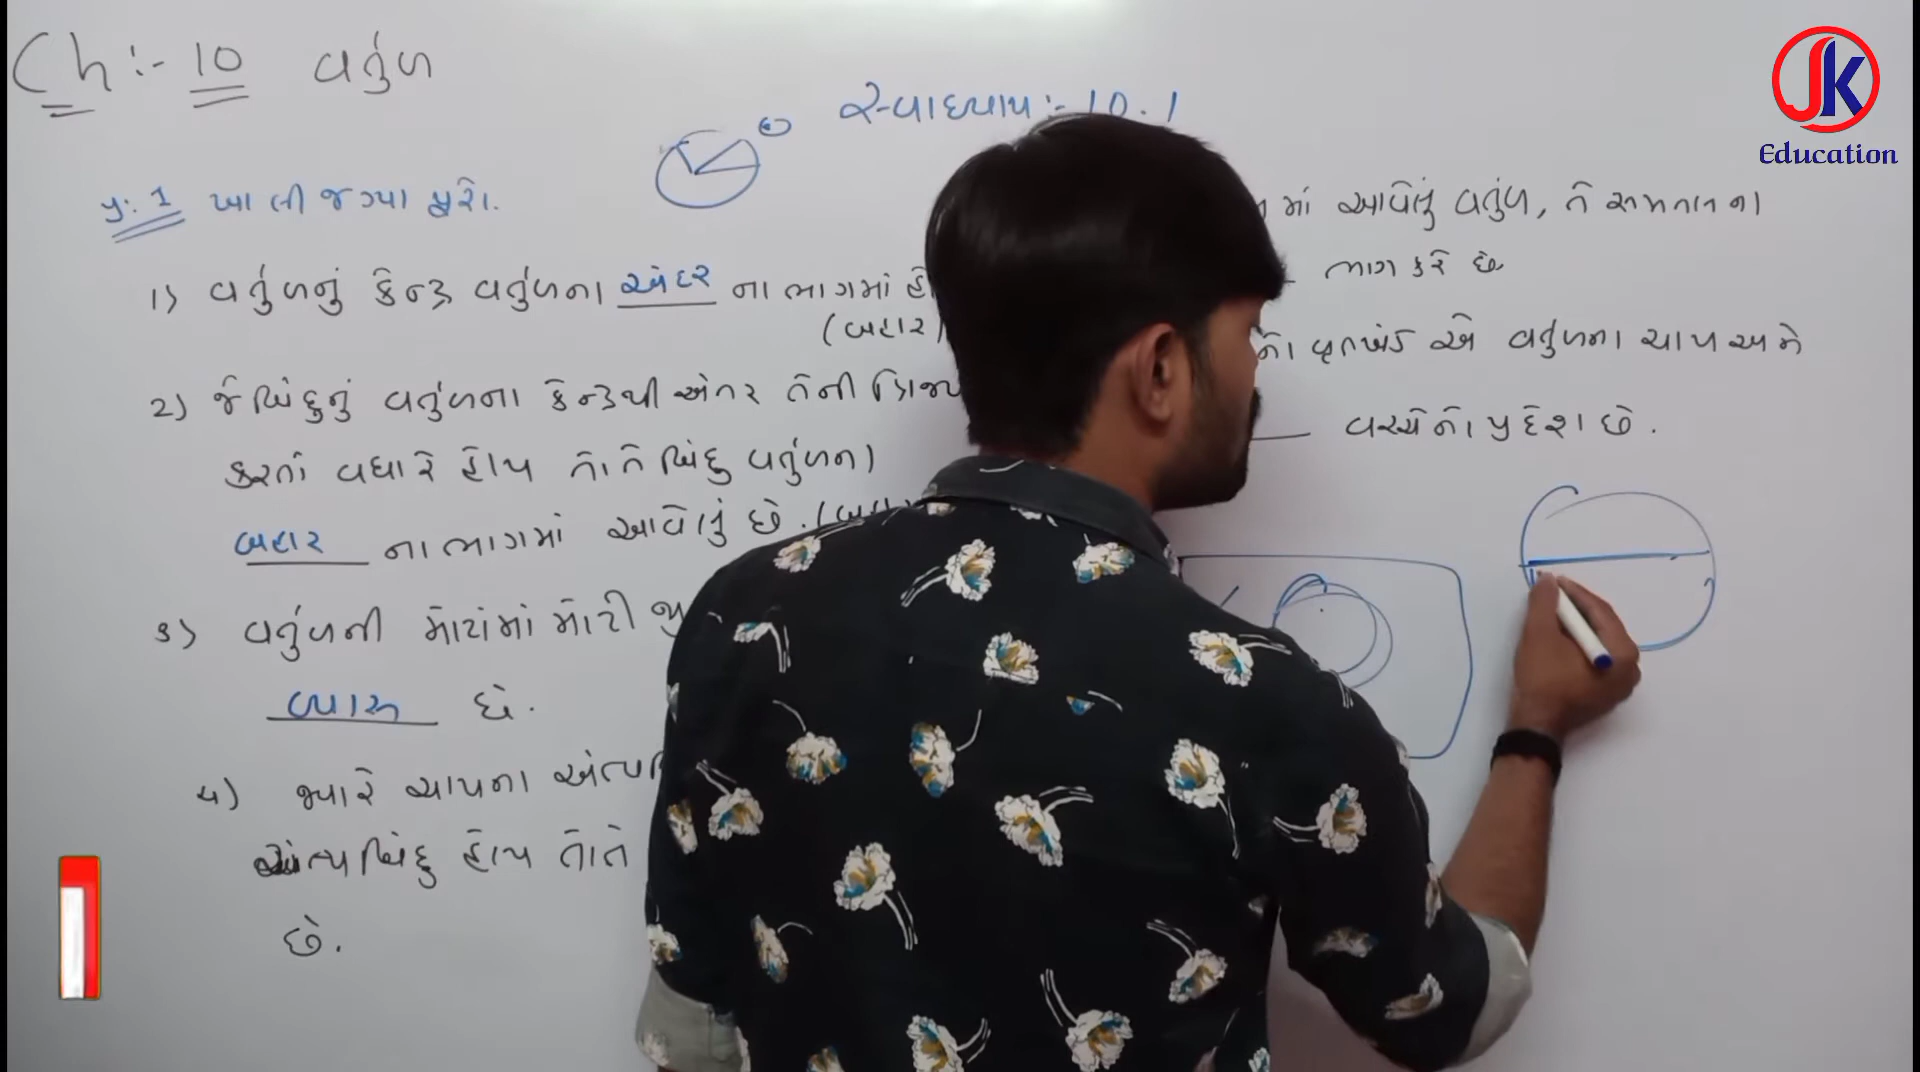 Ch :- 10 વર્તુળ
સ્વાધ્યાય :- 10.1
પ્ર: 1 ખાલી જગ્યા પૂરો.
1) વર્તુળનું કેન્દ્ર વર્તુળના અંદર ના ભાગમાં
(બહાર
2) જે બિંદુનું વર્તુળના કેન્દ્રથી અંતર તેની ત્રિજ્યા
કરતાં વધારે હોય તો તે બિંદુ વર્તુળના
બહાર ના ભાગમાં આવેલું છે.
3) વર્તુળની મોટામાં મોટી
વ્યાસ છે.
4) જ્યારે ચાપના
અંત્યબિંદુ હોય તો તે
છે.
માં આવેલું વર્તુળ, તે સમતલના
ભાગ કરે છે
નો વૃતખંડ એ વર્તુળના ચાપ અને
વચ્ચેનો પ્રદેશ છે.
JK
Education